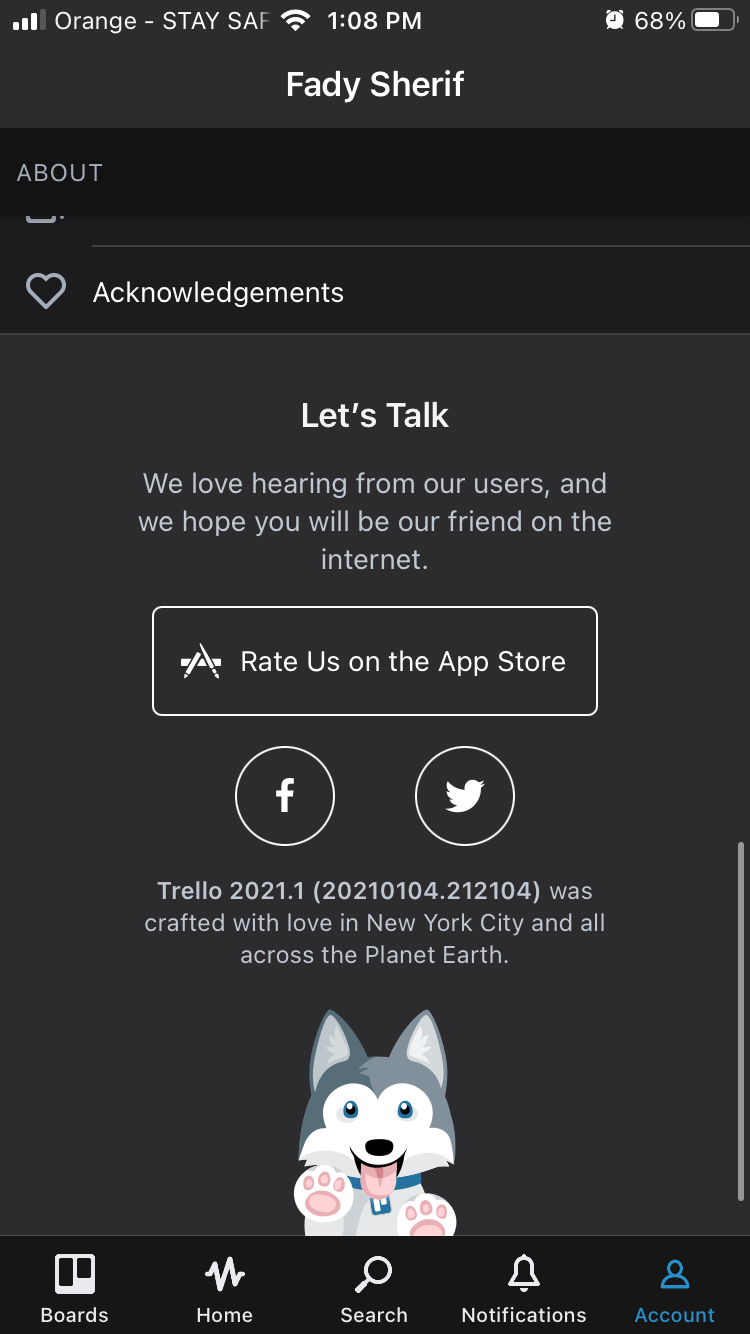 Orange - STAY SAF 1:08 PM 68%
Fady Sherif
ABOUT
Acknowledgements
Let’s Talk
We love hearing from our users, and
we hope you will be our friend on the
internet.
Rate Us on the App Store
Trello 2021.1 (20210104.212104) was
crafted with love in New York City and all
across the Planet Earth.
Boards Home Search Notifications Account